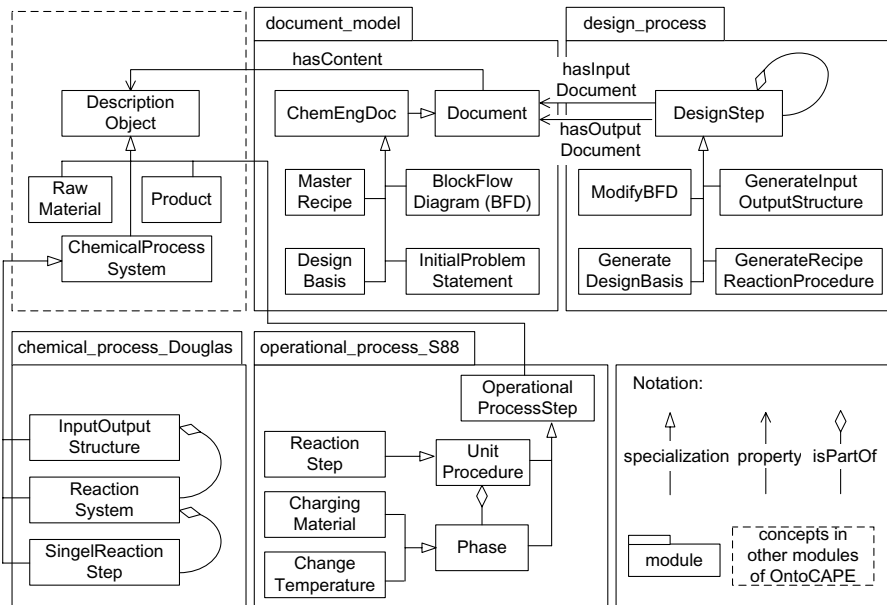 document_model
design_process
hasContent
hasInput
Document
hasOutput
Document
Description
Object
ChemEngDoc
Document
DesignStep
Raw
Material
Product
Master
Recipe
BlockFlow
Diagram (BFD)
ModifyBFD
GenerateInput
OutputStructure
ChemicalProcess
System
Design
Basis
InitialProblem
Statement
Generate
DesignBasis
GenerateRecipe
ReactionProcedure
chemical_process_Douglas
operational_process_S88
InputOutput
Structure
Reaction
System
SingelReaction
Step
Operational
ProcessStep
Reaction
Step
Unit
Procedure
Charging
Material
Phase
Change
Temperature
Notation:
specialization
property
isPartOf
module
concepts in
other modules
of OntoCAPE